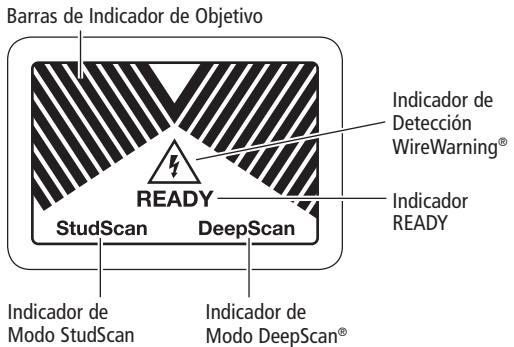 Barras de Indicador de Objetivo
Indicador de
Detección
WireWarning®
READY
Indicador
READY
StudScan DeepScan
Indicador de
Modo StudScan
Indicador de
Modo DeepScan®